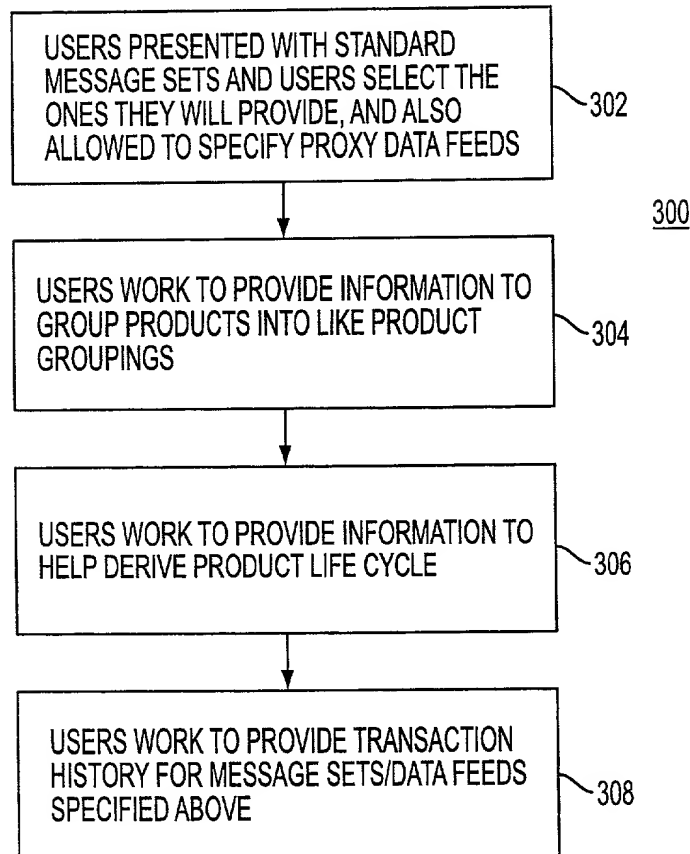 USERS PRESENTED WITH STANDARD
MESSAGE SETS AND USERS SELECT THE
ONES THEY WILL PROVIDE, AND ALSO
ALLOWED TO SPECIFY PROXY DATA FEEDS
302
300
USERS WORK TO PROVIDE INFORMATION TO
GROUP PRODUCTS INTO LIKE PRODUCT
GROUPINGS
304
USERS WORK TO PROVIDE INFORMATION TO
HELP DERIVE PRODUCT LIFE CYCLE
306
USERS WORK TO PROVIDE TRANSACTION
HISTORY FOR MESSAGE SETS/DATA FEEDS
SPECIFIED ABOVE
308